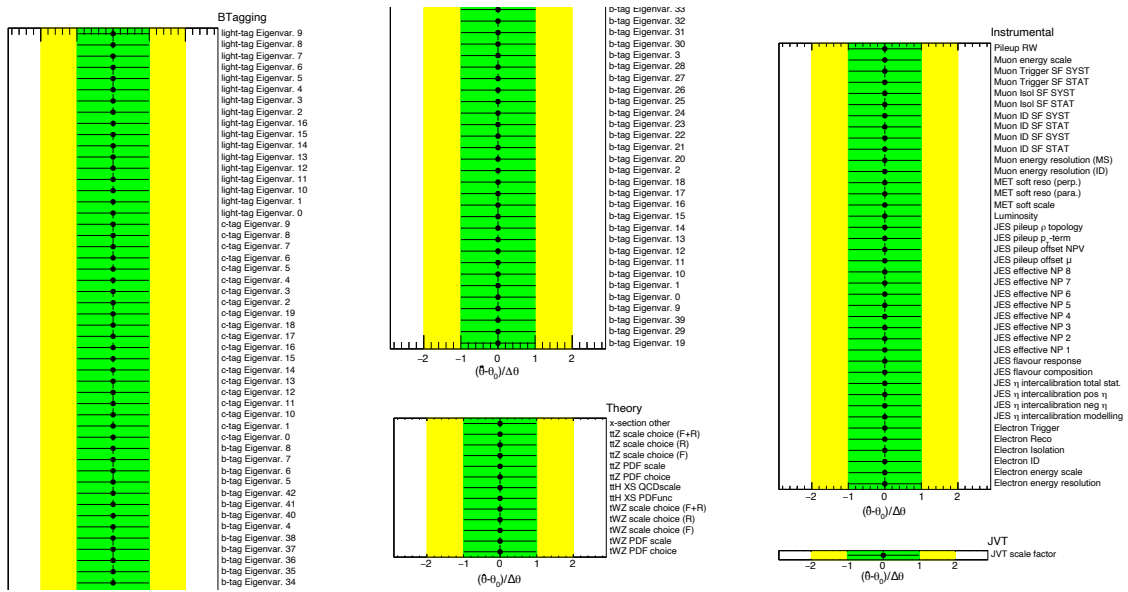 BTagging
light-tag Eigenvar. 9
light-tag Eigenvar. 8
light-tag Eigenvar. 7
light-tag Eigenvar. 6
light-tag Eigenvar. 5
light-tag Eigenvar. 4
light-tag Eigenvar. 3
light-tag Eigenvar. 2
light-tag Eigenvar. 16
light-tag Eigenvar. 15
light-tag Eigenvar. 14
light-tag Eigenvar. 13
light-tag Eigenvar. 12
light-tag Eigenvar. 11
light-tag Eigenvar. 10
light-tag Eigenvar. 1
light-tag Eigenvar. 0
c-tag Eigenvar. 9
c-tag Eigenvar. 8
c-tag Eigenvar. 7
c-tag Eigenvar. 6
c-tag Eigenvar. 5
c-tag Eigenvar. 4
c-tag Eigenvar. 3
c-tag Eigenvar. 2
c-tag Eigenvar. 19
c-tag Eigenvar. 18
c-tag Eigenvar. 17
c-tag Eigenvar. 16
c-tag Eigenvar. 15
c-tag Eigenvar. 14
c-tag Eigenvar. 13
c-tag Eigenvar. 12
c-tag Eigenvar. 11
c-tag Eigenvar. 10
c-tag Eigenvar. 1
c-tag Eigenvar. 0
b-tag Eigenvar. 8
b-tag Eigenvar. 7
b-tag Eigenvar. 6
b-tag Eigenvar. 5
b-tag Eigenvar. 42
b-tag Eigenvar. 41
b-tag Eigenvar. 40
b-tag Eigenvar. 4
b-tag Eigenvar. 38
b-tag Eigenvar. 37
b-tag Eigenvar. 36
b-tag Eigenvar. 35
b-tag Eigenvar. 34
b-tag Eigenvar. 33
b-tag Eigenvar. 32
b-tag Eigenvar. 31
b-tag Eigenvar. 30
b-tag Eigenvar. 3
b-tag Eigenvar. 28
b-tag Eigenvar. 27
b-tag Eigenvar. 26
b-tag Eigenvar. 25
b-tag Eigenvar. 24
b-tag Eigenvar. 23
b-tag Eigenvar. 22
b-tag Eigenvar. 21
b-tag Eigenvar. 20
b-tag Eigenvar. 2
b-tag Eigenvar. 18
b-tag Eigenvar. 17
b-tag Eigenvar. 16
b-tag Eigenvar. 15
b-tag Eigenvar. 14
b-tag Eigenvar. 13
b-tag Eigenvar. 12
b-tag Eigenvar. 11
b-tag Eigenvar. 10
b-tag Eigenvar. 1
b-tag Eigenvar. 0
b-tag Eigenvar. 9
b-tag Eigenvar. 39
b-tag Eigenvar. 29
b-tag Eigenvar. 19
−2 −1 0 1 2
(θ̂-θ₀)/Δθ
Theory
x-section other
ttZ scale choice (F+R)
ttZ scale choice (R)
ttZ scale choice (F)
ttZ PDF scale
ttZ PDF choice
ttH XS QCDscale
ttH XS PDFunc
tWZ scale choice (F+R)
tWZ scale choice (R)
tWZ scale choice (F)
tWZ PDF scale
tWZ PDF choice
−2 −1 0 1 2
(θ̂-θ₀)/Δθ
Instrumental
Pileup RW
Muon energy scale
Muon Trigger SF SYST
Muon Trigger SF STAT
Muon Isol SF SYST
Muon Isol SF STAT
Muon ID SF SYST
Muon ID SF STAT
Muon ID SF SYST
Muon ID SF STAT
Muon energy resolution (MS)
Muon energy resolution (ID)
MET soft reso (perp.)
MET soft reso (para.)
MET soft scale
Luminosity
JES pileup ρ topology
JES pileup p_T-term
JES pileup offset NPV
JES pileup offset μ
JES effective NP 8
JES effective NP 7
JES effective NP 6
JES effective NP 5
JES effective NP 4
JES effective NP 3
JES effective NP 2
JES effective NP 1
JES flavour response
JES flavour composition
JES η intercalibration total stat.
JES η intercalibration pos η
JES η intercalibration neg η
JES η intercalibration modelling
Electron Trigger
Electron Reco
Electron Isolation
Electron ID
Electron energy scale
Electron energy resolution
−2 −1 0 1 2
(θ̂-θ₀)/Δθ
JVT
JVT scale factor
−2 −1 0 1 2
(θ̂-θ₀)/Δθ